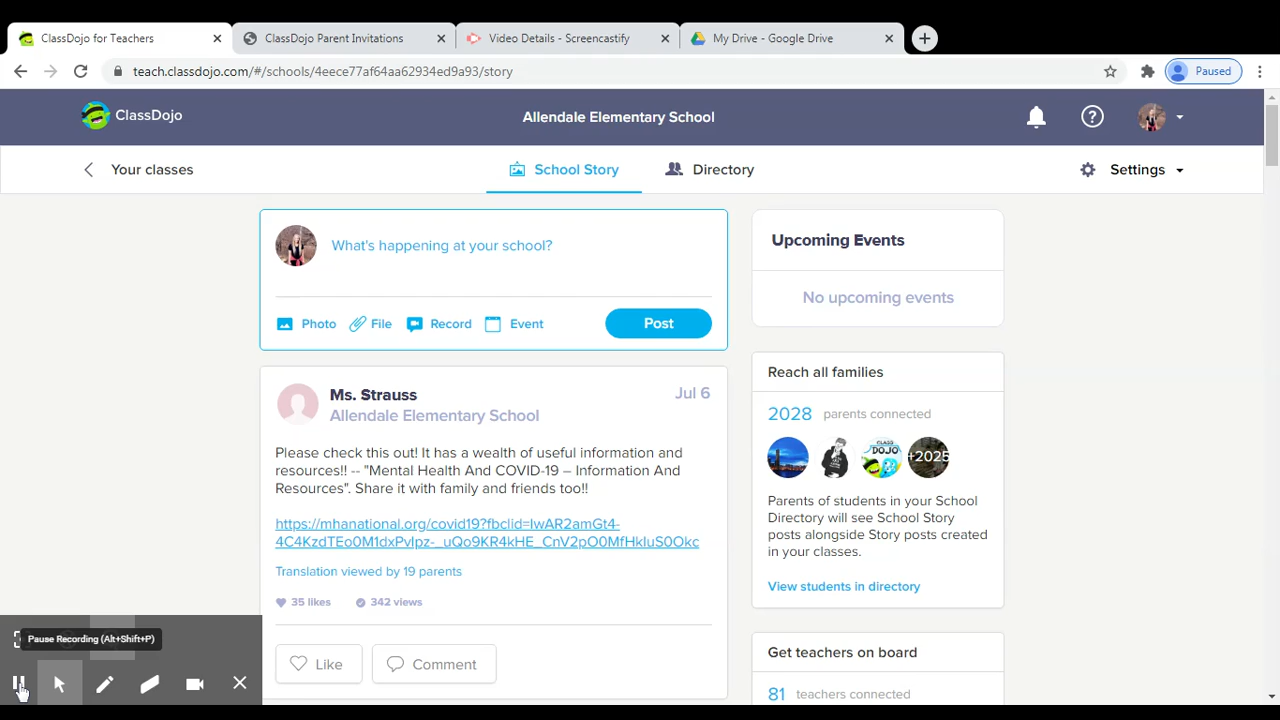 ClassDojo for Teachers
ClassDojo Parent Invitations
Video Details - Screencastify
My Drive - Google Drive
teach.classdojo.com/#/schools/4eece77af64aa62934ed9a93/story
Paused
ClassDojo
Allendale Elementary School
Your classes
School Story
Directory
Settings
What's happening at your school?
Photo
File
Record
Event
Post
Upcoming Events
No upcoming events
Ms. Strauss
Jul 6
Allendale Elementary School
Please check this out! It has a wealth of useful information and
resources!! -- "Mental Health And COVID-19 – Information And
Resources". Share it with family and friends too!!
https://mhanational.org/covid19?fbclid=IwAR2amGt4-
4C4KzdTEo0M1dxPvIpz-_uQo9KR4kHE_CnV2pO0MfHkIuS0Okc
Translation viewed by 19 parents
35 likes
342 views
Like
Comment
Reach all families
2028 parents connected
CLASS
DOJO
+2025
Parents of students in your School
Directory will see School Story
posts alongside Story posts created
in your classes.
View students in directory
Get teachers on board
81 teachers connected
Pause Recording (Alt+Shift+P)